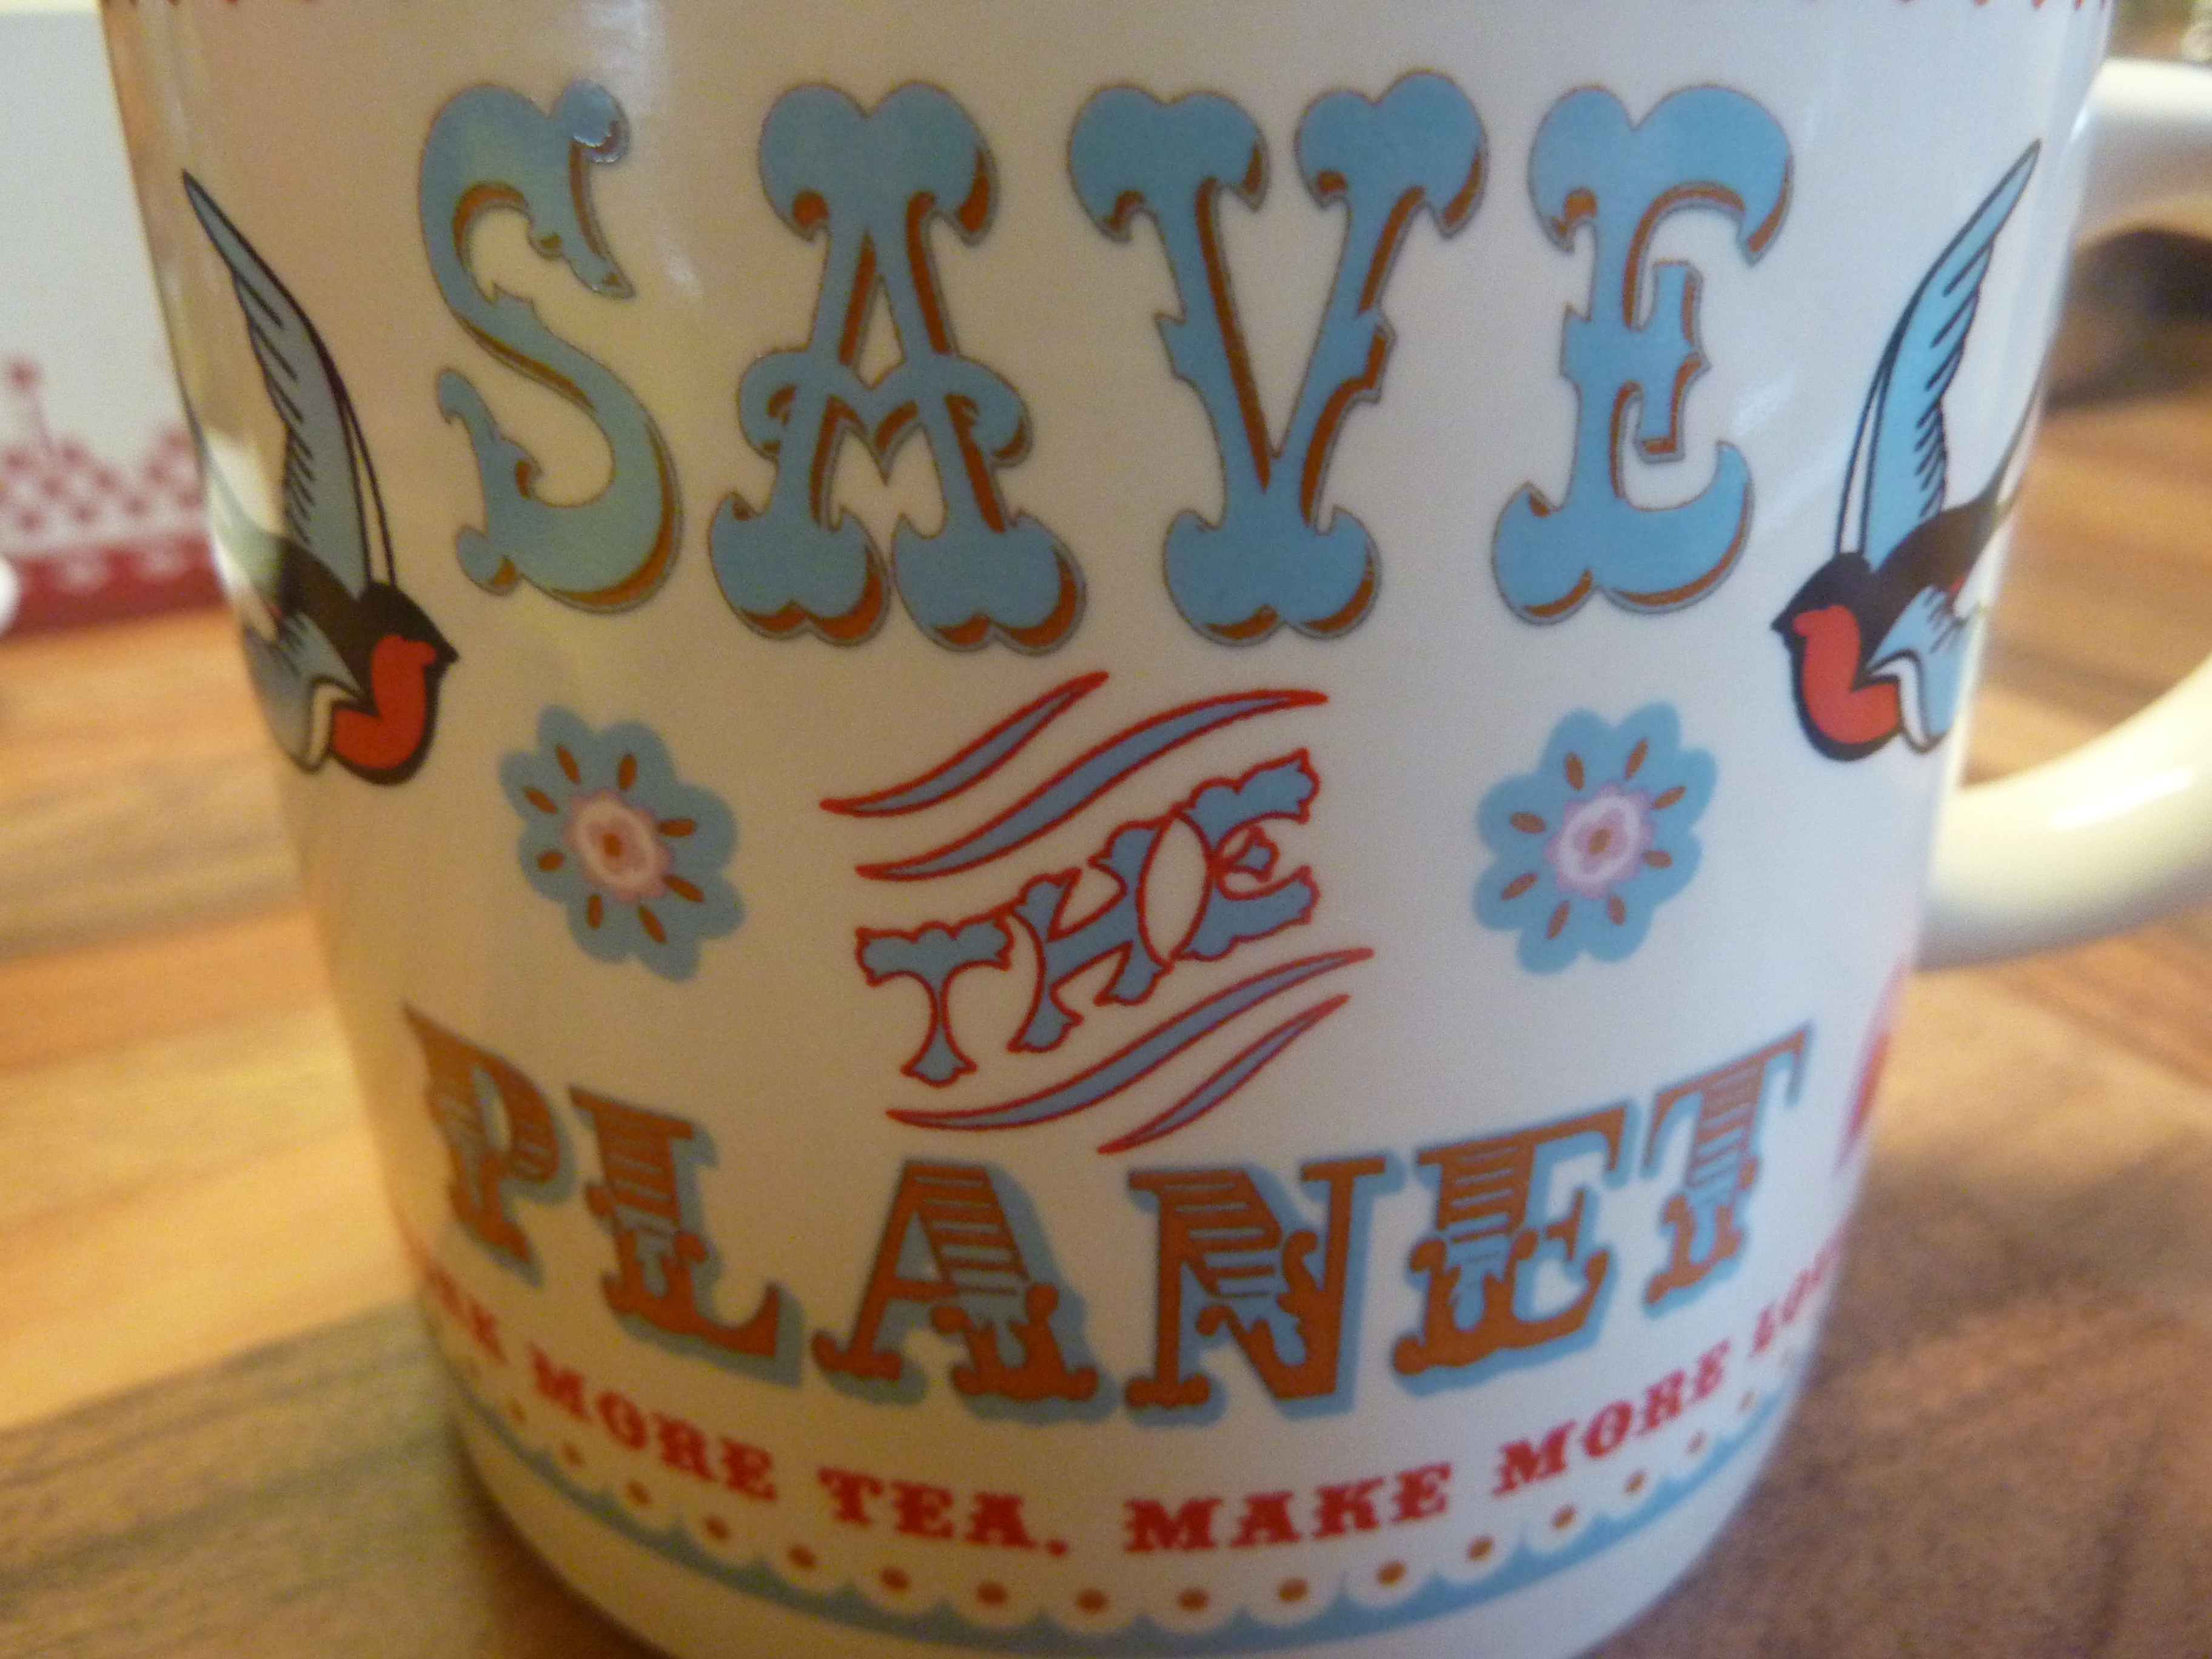 SAVE
THE
PLANET
MORE TEA. MAKE MORE